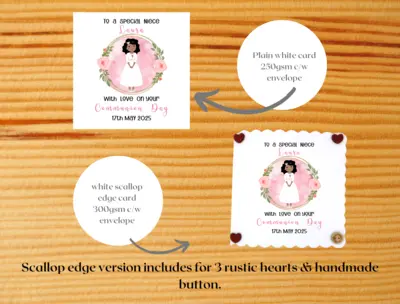 TO A SPECIAL NIECE
Laura
WITH LOVE ON YOUR
Communion Day
17th MAY 2025
Plain white card
250gsm c/w
envelope
TO A SPECIAL NIECE
Laura
WITH LOVE ON YOUR
Communion Day
17th MAY 2025
white scallop
edge card
300gsm c/w
envelope
Scallop edge version includes for 3 rustic hearts & handmade
button.